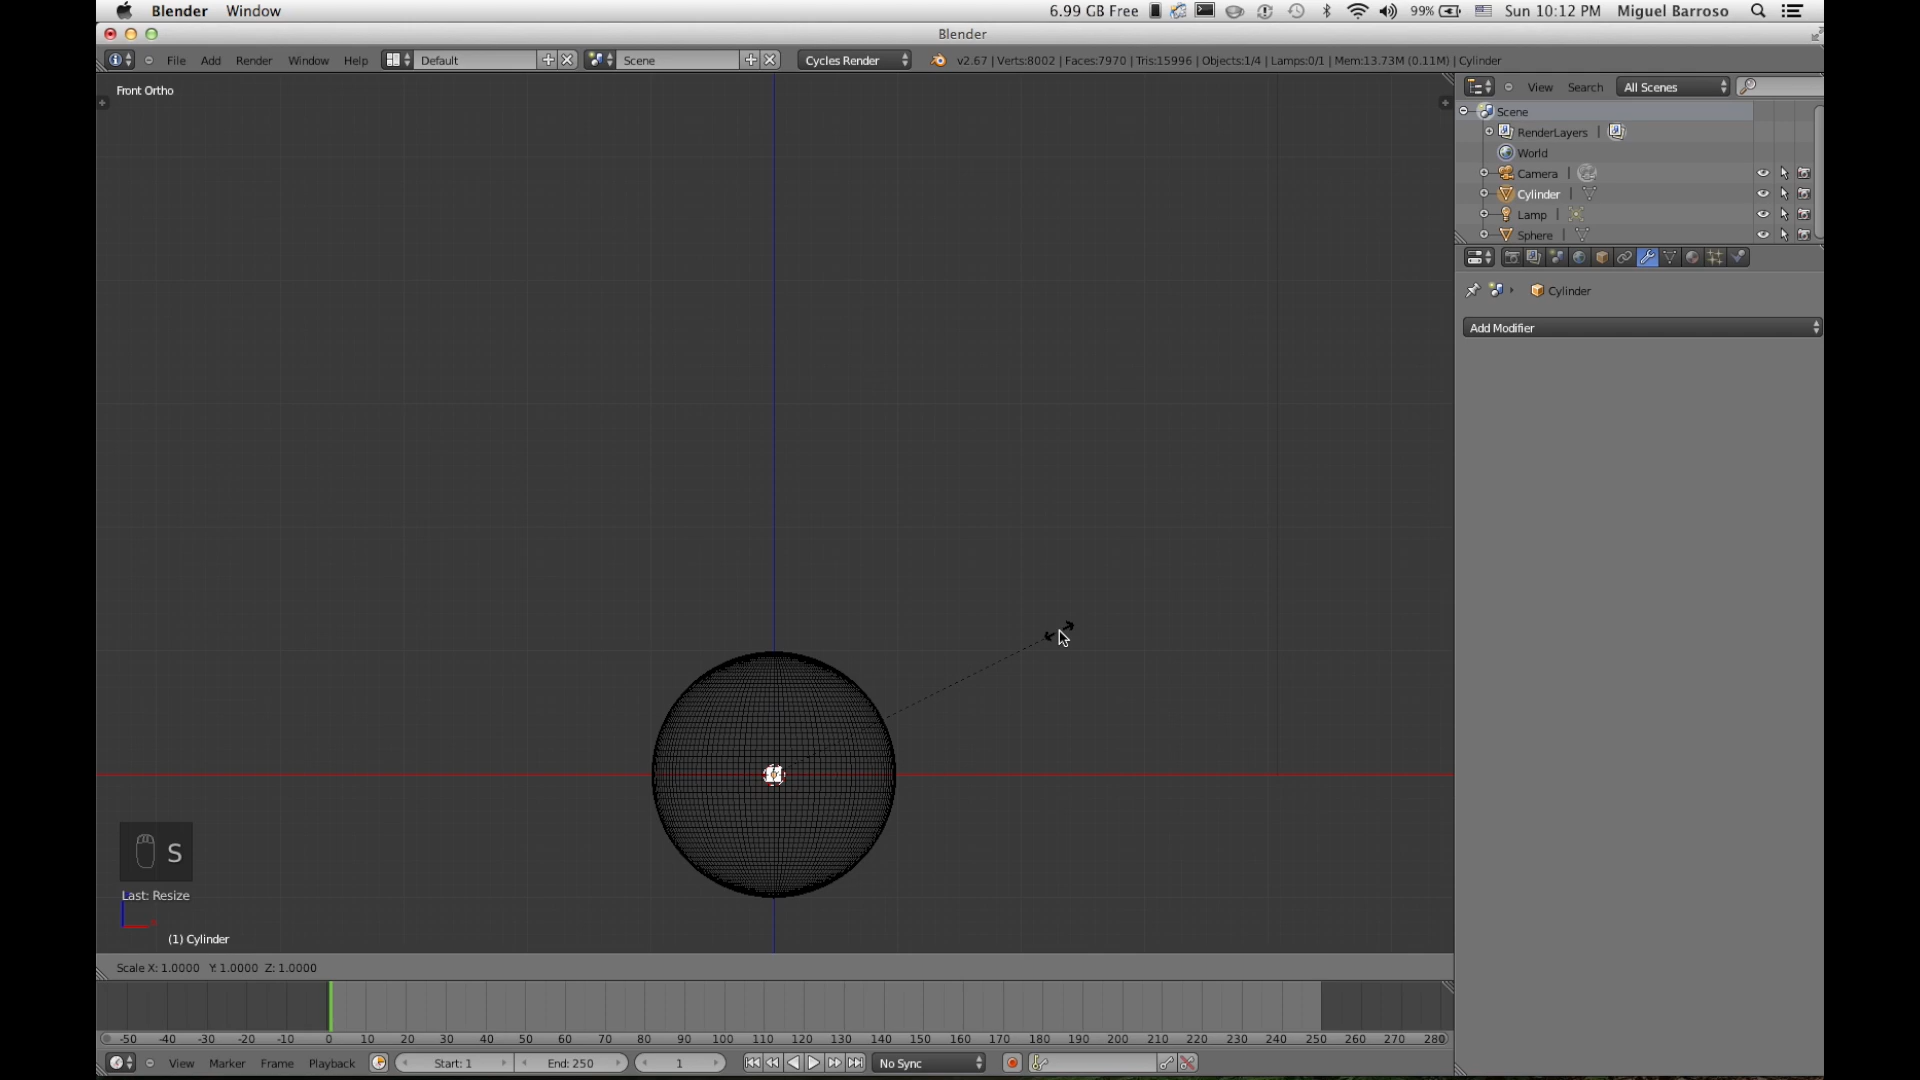 Blender Window 6.99 GB Free 99% Sun 10:12 PM Miguel Barroso
Blender
File Add Render Window Help Default Scene Cycles Render v2.67 | Verts:8002 | Faces:7970 | Tris:15996 | Objects:1/4 | Lamps:0/1 | Mem:13.73M (0.11M) | Cylinder
Front Ortho
View Search All Scenes
Scene
RenderLayers
World
Camera
Cylinder
Lamp
Sphere
Cylinder
Add Modifier
S
Last: Resize
(1) Cylinder
Scale X: 1.0000 Y: 1.0000 Z: 1.0000
-50 -40 -30 -20 -10 0 10 20 30 40 50 60 70 80 90 100 110 120 130 140 150 160 170 180 190 200 210 220 230 240 250 260 270 280
View Marker Frame Playback Start: 1 End: 250 1 No Sync